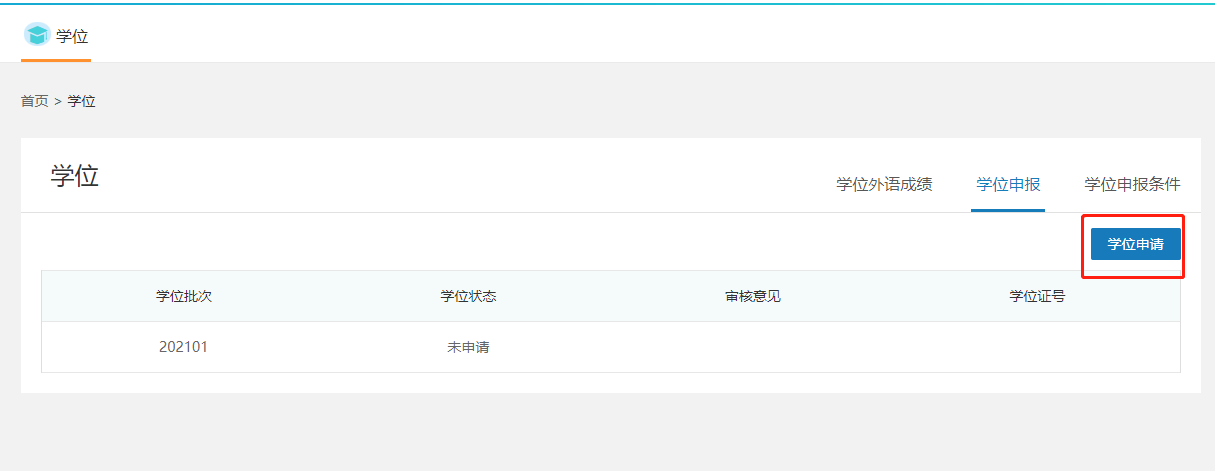 学位
首页 > 学位
学位
学位外语成绩 学位申报 学位申报条件
学位申请
学位批次 学位状态 审核意见 学位证号
202101 未申请